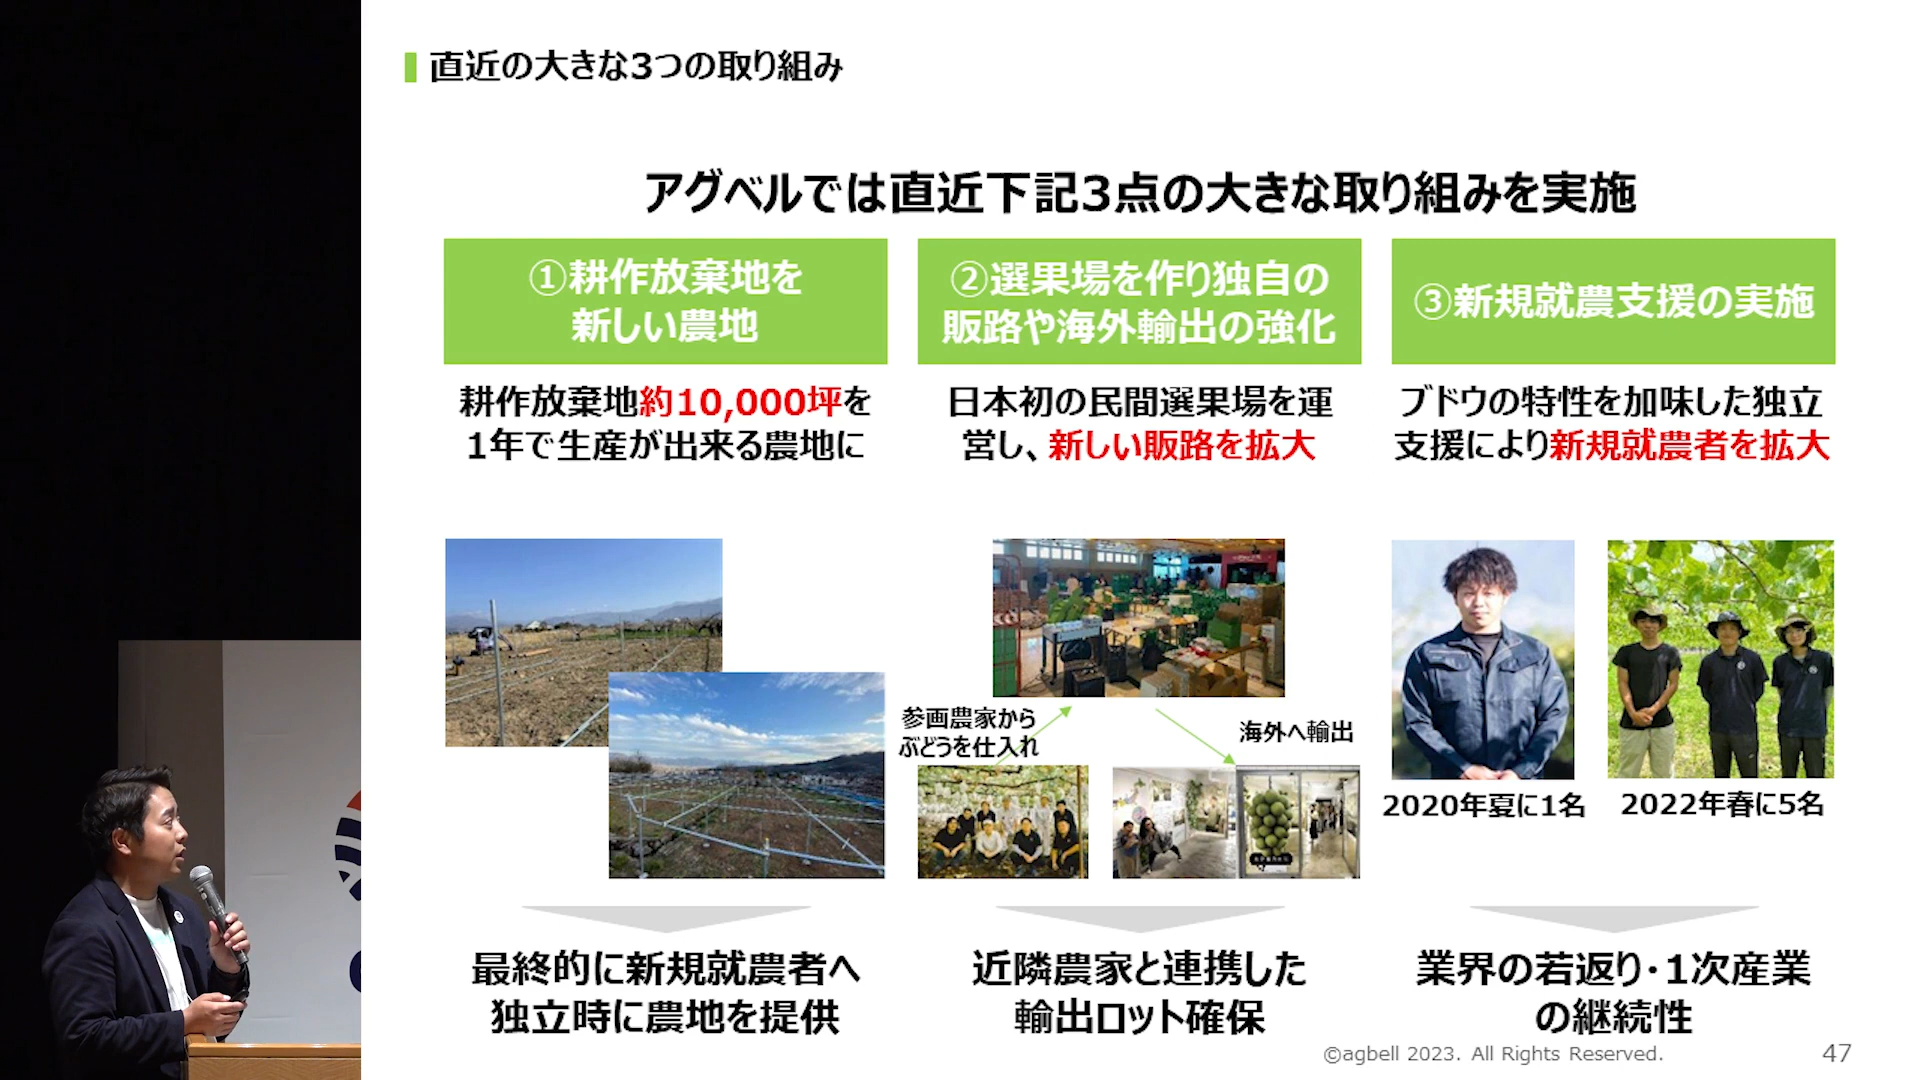 直近の大きな3つの取り組み
アグベルでは直近下記3点の大きな取り組みを実施
①耕作放棄地を
新しい農地
耕作放棄地約10,000坪を
1年で生産が出来る農地に
最終的に新規就農者へ
独立時に農地を提供
②選果場を作り独自の
販路や海外輸出の強化
日本初の民間選果場を運
営し、新しい販路を拡大
参画農家から
ぶどうを仕入れ
海外へ輸出
近隣農家と連携した
輸出ロット確保
③新規就農支援の実施
ブドウの特性を加味した独立
支援により新規就農者を拡大
2020年夏に1名
2022年春に5名
業界の若返り・1次産業
の継続性
©agbell 2023. All Rights Reserved.
47